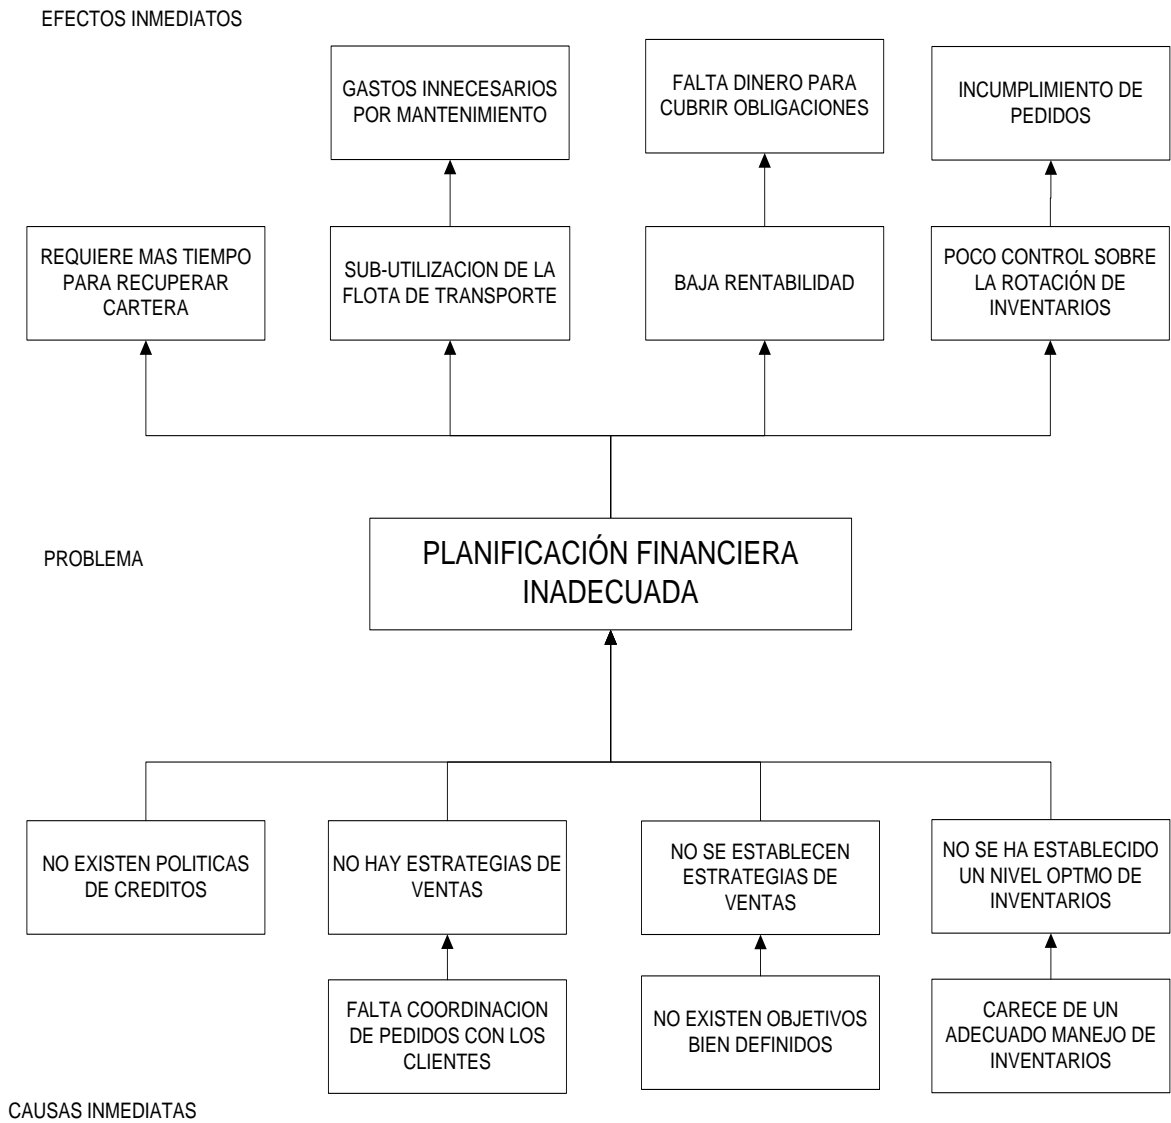 EFECTOS INMEDIATOS
GASTOS INNECESARIOS
POR MANTENIMIENTO
FALTA DINERO PARA
CUBRIR OBLIGACIONES
INCUMPLIMIENTO DE
PEDIDOS
REQUIERE MAS TIEMPO
PARA RECUPERAR
CARTERA
SUB-UTILIZACION DE LA
FLOTA DE TRANSPORTE
BAJA RENTABILIDAD
POCO CONTROL SOBRE
LA ROTACIÓN DE
INVENTARIOS
PROBLEMA
PLANIFICACIÓN FINANCIERA
INADECUADA
NO EXISTEN POLITICAS
DE CREDITOS
NO HAY ESTRATEGIAS DE
VENTAS
NO SE ESTABLECEN
ESTRATEGIAS DE
VENTAS
NO SE HA ESTABLECIDO
UN NIVEL OPTMO DE
INVENTARIOS
FALTA COORDINACION
DE PEDIDOS CON LOS
CLIENTES
NO EXISTEN OBJETIVOS
BIEN DEFINIDOS
CARECE DE UN
ADECUADO MANEJO DE
INVENTARIOS
CAUSAS INMEDIATAS